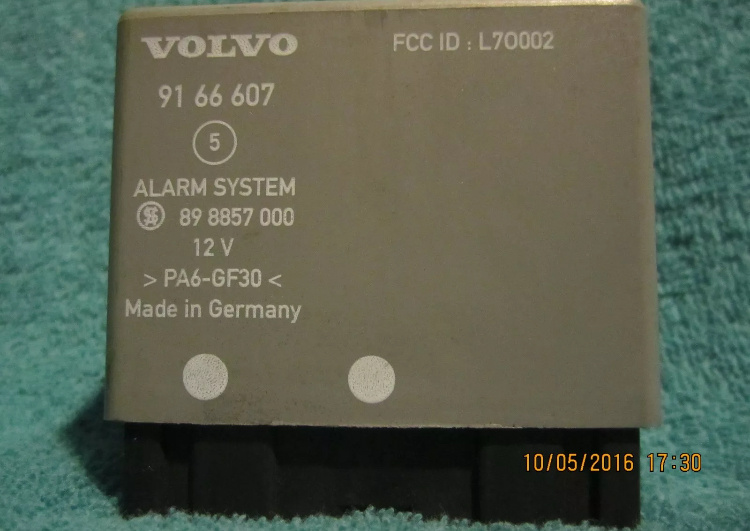 VOLVO FCC ID : L70002
91 66 607
5
ALARM SYSTEM
S 89 8857 000
12 V
> PA6-GF30 <
Made in Germany
10/05/2016 17:30